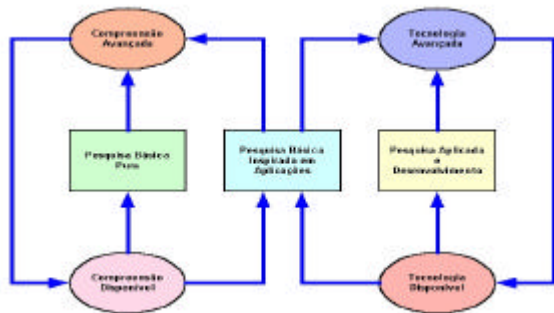 Compreensão
Avançada
Tecnologia
Avançada
Pesquisa Básica
Pura
Pesquisa Básica
Inspirada em
Aplicações
Pesquisa Aplicada
e
Desenvolvimento
Compreensão
Disponível
Tecnologia
Disponível